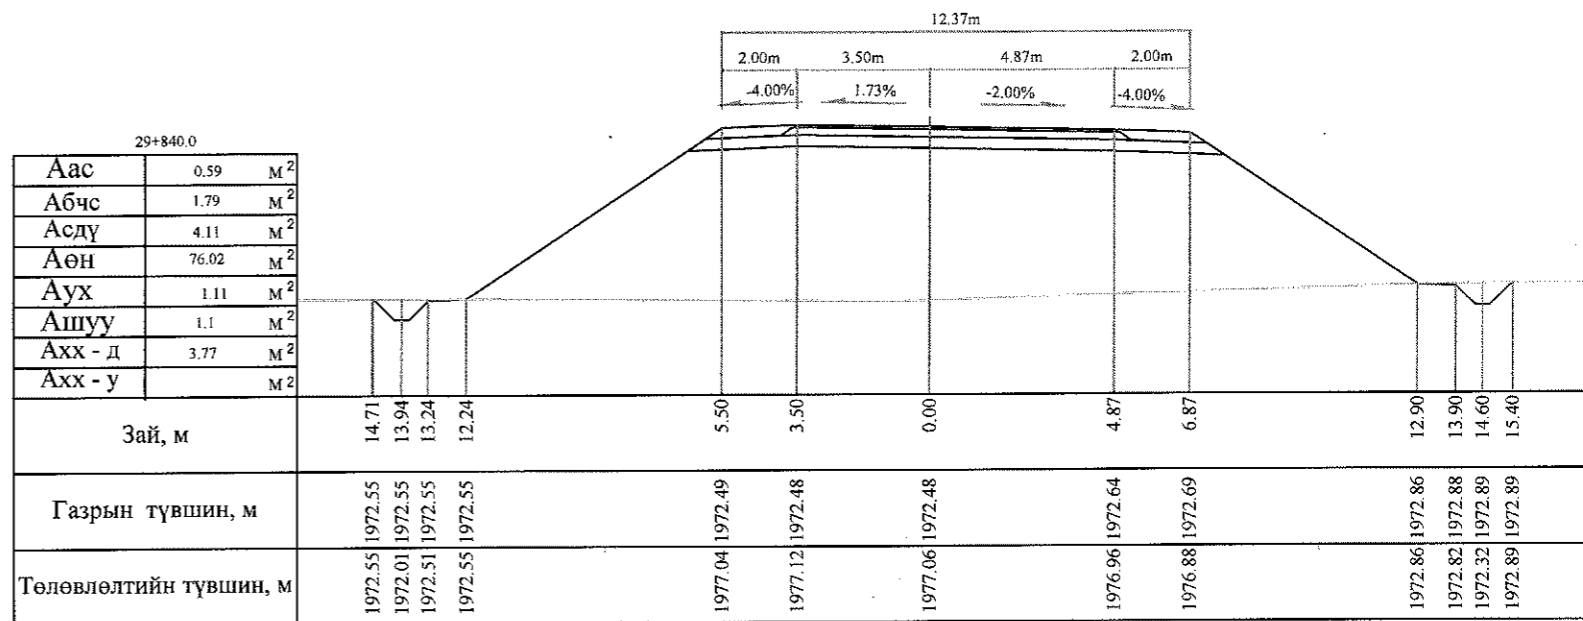 12.37m
2.00m 3.50m 4.87m 2.00m
-4.00% 1.73% -2.00% -4.00%
29+840.0
Аас 0.59 м²
Абчс 1.79 м²
Асдү 4.11 м²
Аөн 76.02 м²
Аух 1.11 м²
Ашуу 1.1 м²
Ахх - д 3.77 м²
Ахх - у м²
Зай, м 14.71 13.94 13.24 12.24 5.50 3.50 0.00 4.87 6.87 12.90 13.90 14.60 15.40
Газрын түвшин, м 1972.55 1972.55 1972.55 1972.55 1972.49 1972.48 1972.48 1972.64 1972.69 1972.86 1972.88 1972.89 1972.89
Төлөвлөлтийн түвшин, м 1972.55 1972.01 1972.51 1972.55 1977.04 1977.12 1977.06 1976.96 1976.88 1972.86 1972.82 1972.32 1972.89